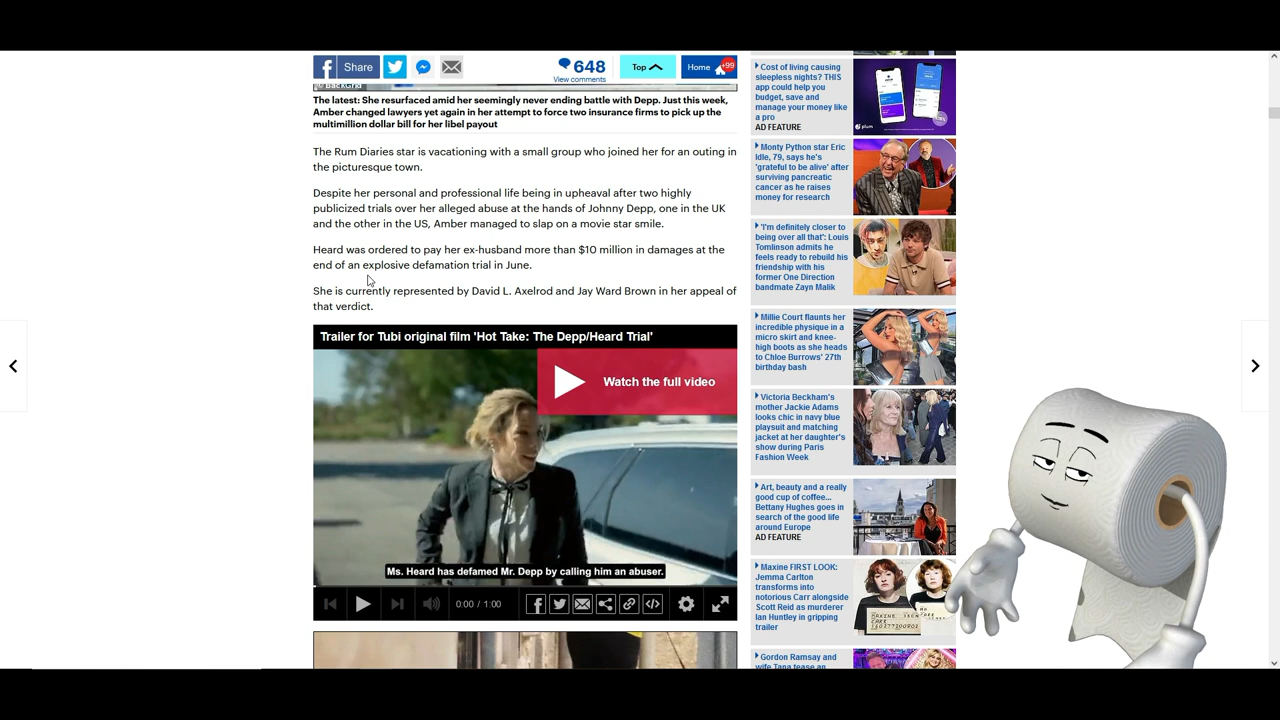 Share
648
View comments
Top
Home
+99
© BackGrid
The latest: She resurfaced amid her seemingly never ending battle with Depp. Just this week,
Amber changed lawyers yet again in her attempt to force two insurance firms to pick up the
multimillion dollar bill for her libel payout
The Rum Diaries star is vacationing with a small group who joined her for an outing in
the picturesque town.
Despite her personal and professional life being in upheaval after two highly
publicized trials over her alleged abuse at the hands of Johnny Depp, one in the UK
and the other in the US, Amber managed to slap on a movie star smile.
Heard was ordered to pay her ex-husband more than $10 million in damages at the
end of an explosive defamation trial in June.
She is currently represented by David L. Axelrod and Jay Ward Brown in her appeal of
that verdict.
Trailer for Tubi original film 'Hot Take: The Depp/Heard Trial'
Watch the full video
Ms. Heard has defamed Mr. Depp by calling him an abuser.
0:00 / 1:00
Cost of living causing
sleepless nights? THIS
app could help you
budget, save and
manage your money like
a pro
AD FEATURE
plum
Monty Python star Eric
Idle, 79, says he's
'grateful to be alive' after
surviving pancreatic
cancer as he raises
money for research
'I'm definitely closer to
being over all that': Louis
Tomlinson admits he
feels ready to rebuild his
friendship with his
former One Direction
bandmate Zayn Malik
Millie Court flaunts her
incredible physique in a
micro skirt and knee-
high boots as she heads
to Chloe Burrows' 27th
birthday bash
Victoria Beckham's
mother Jackie Adams
looks chic in navy blue
playsuit and matching
jacket at her daughter's
show during Paris
Fashion Week
Art, beauty and a really
good cup of coffee...
Bettany Hughes goes in
search of the good life
around Europe
AD FEATURE
Maxine FIRST LOOK:
Jemma Carlton
transforms into
notorious Carr alongside
Scott Reid as murderer
Ian Huntley in gripping
trailer
Gordon Ramsay and
wife Tana tease an